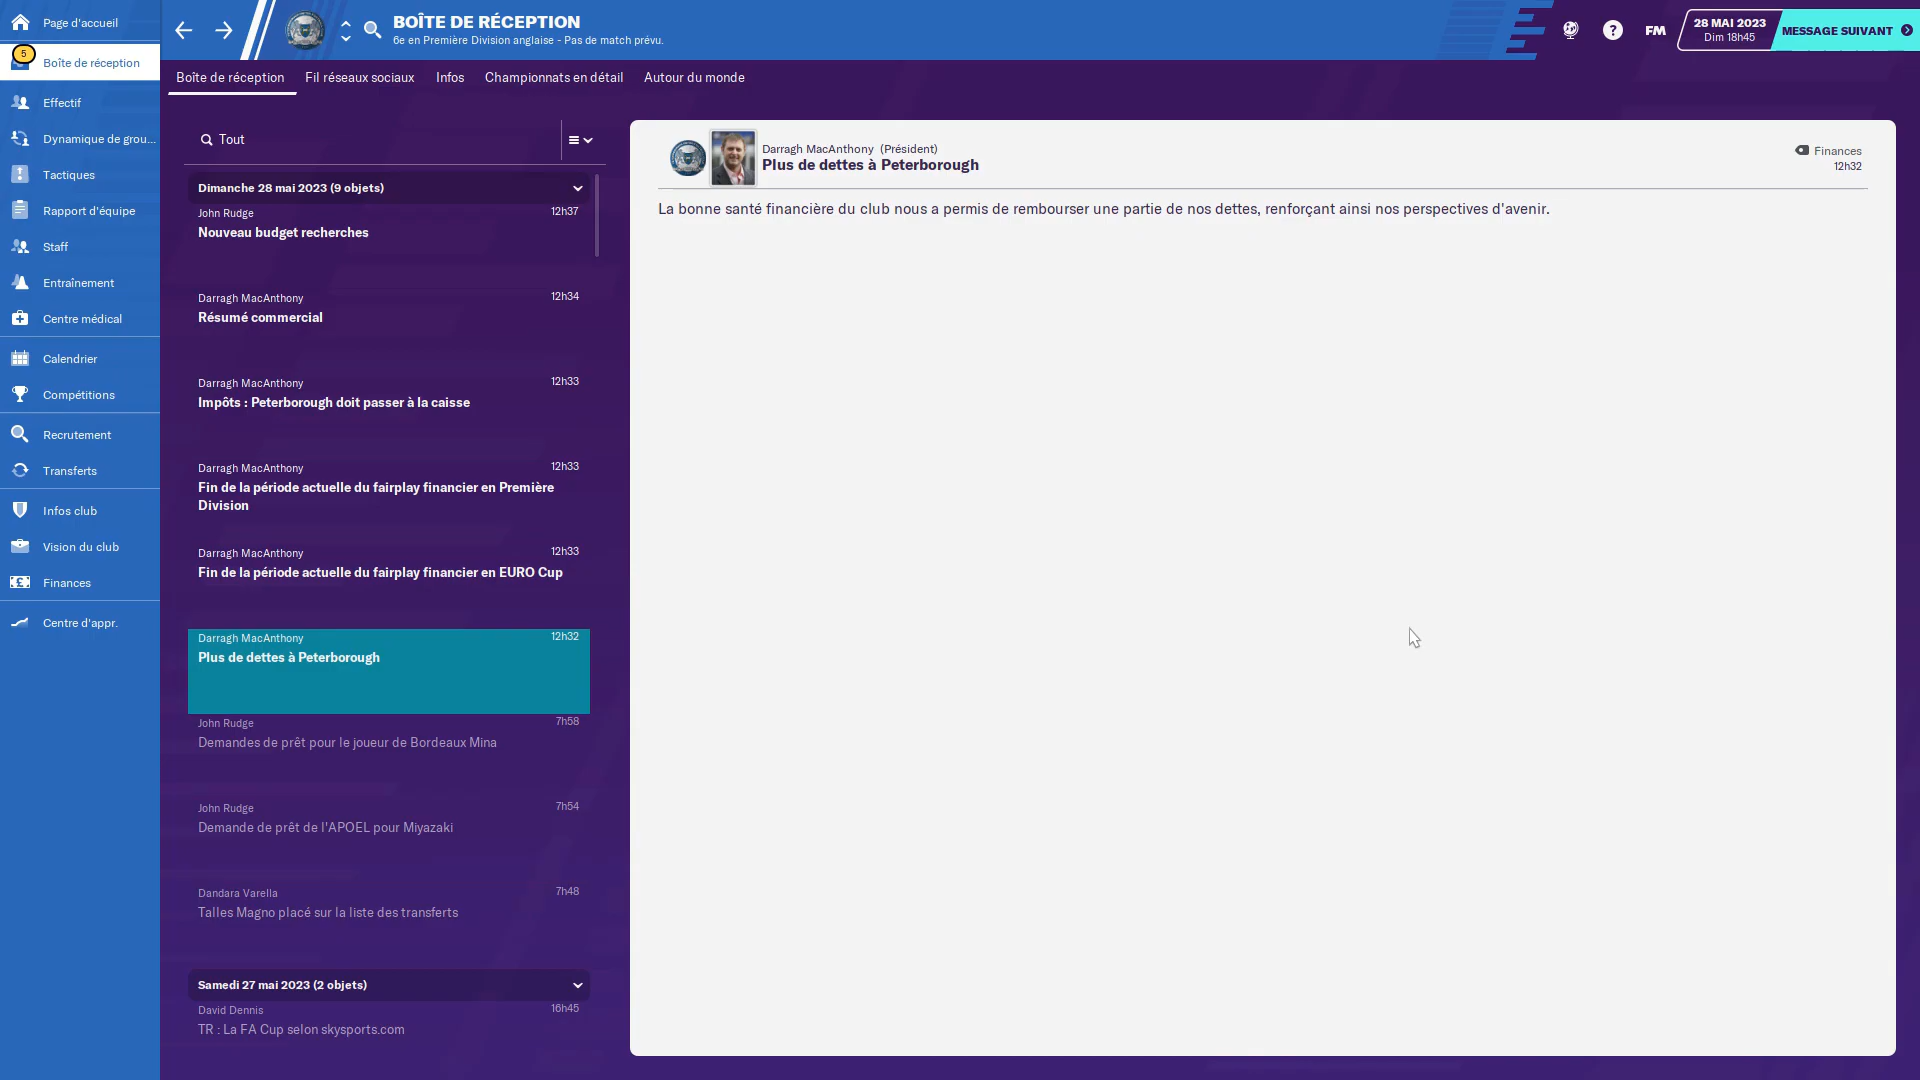 Page d'accueil
5
Boîte de réception
Effectif
Dynamique de grou...
Tactiques
Rapport d'équipe
Staff
Entraînement
Centre médical
Calendrier
Compétitions
Recrutement
Transferts
Infos club
Vision du club
Finances
Centre d'appr.
BOÎTE DE RÉCEPTION
6e en Première Division anglaise - Pas de match prévu.
?
FM
28 MAI 2023
Dim 18h45
MESSAGE SUIVANT
Boîte de réception Fil réseaux sociaux Infos Championnats en détail Autour du monde
Tout
Dimanche 28 mai 2023 (9 objets)
John Rudge 12h37
Nouveau budget recherches
Darragh MacAnthony 12h34
Résumé commercial
Darragh MacAnthony 12h33
Impôts : Peterborough doit passer à la caisse
Darragh MacAnthony 12h33
Fin de la période actuelle du fairplay financier en Première
Division
Darragh MacAnthony 12h33
Fin de la période actuelle du fairplay financier en EURO Cup
Darragh MacAnthony 12h32
Plus de dettes à Peterborough
John Rudge 7h58
Demandes de prêt pour le joueur de Bordeaux Mina
John Rudge 7h54
Demande de prêt de l'APOEL pour Miyazaki
Dandara Varella 7h48
Talles Magno placé sur la liste des transferts
Samedi 27 mai 2023 (2 objets)
David Dennis 16h45
TR : La FA Cup selon skysports.com
Darragh MacAnthony (Président)
Plus de dettes à Peterborough
Finances
12h32
La bonne santé financière du club nous a permis de rembourser une partie de nos dettes, renforçant ainsi nos perspectives d'avenir.